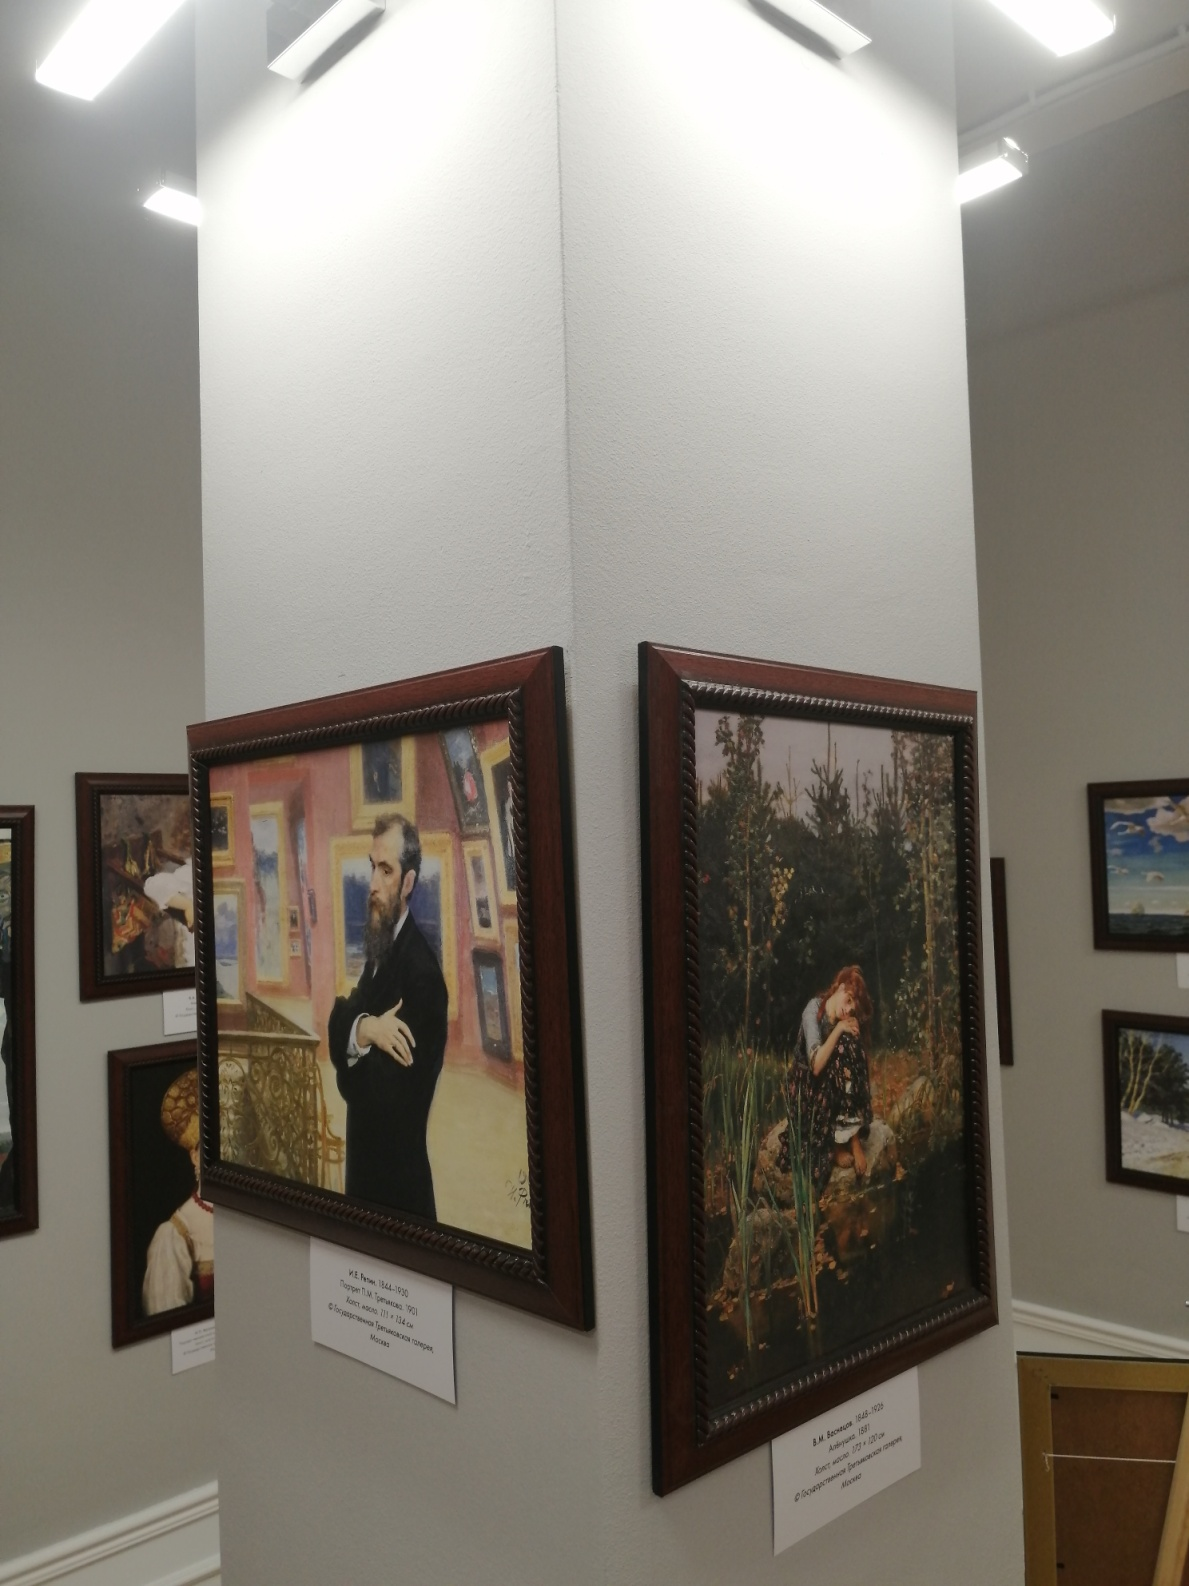 И.Е. Репин. 1844–1930
Портрет П.М. Третьякова. 1901
Холст, масло. 111 × 134 см
© Государственная Третьяковская галерея,
Москва
В.М. Васнецов. 1848–1926
Алёнушка. 1881
Холст, масло. 173 × 120 см
© Государственная Третьяковская галерея,
Москва